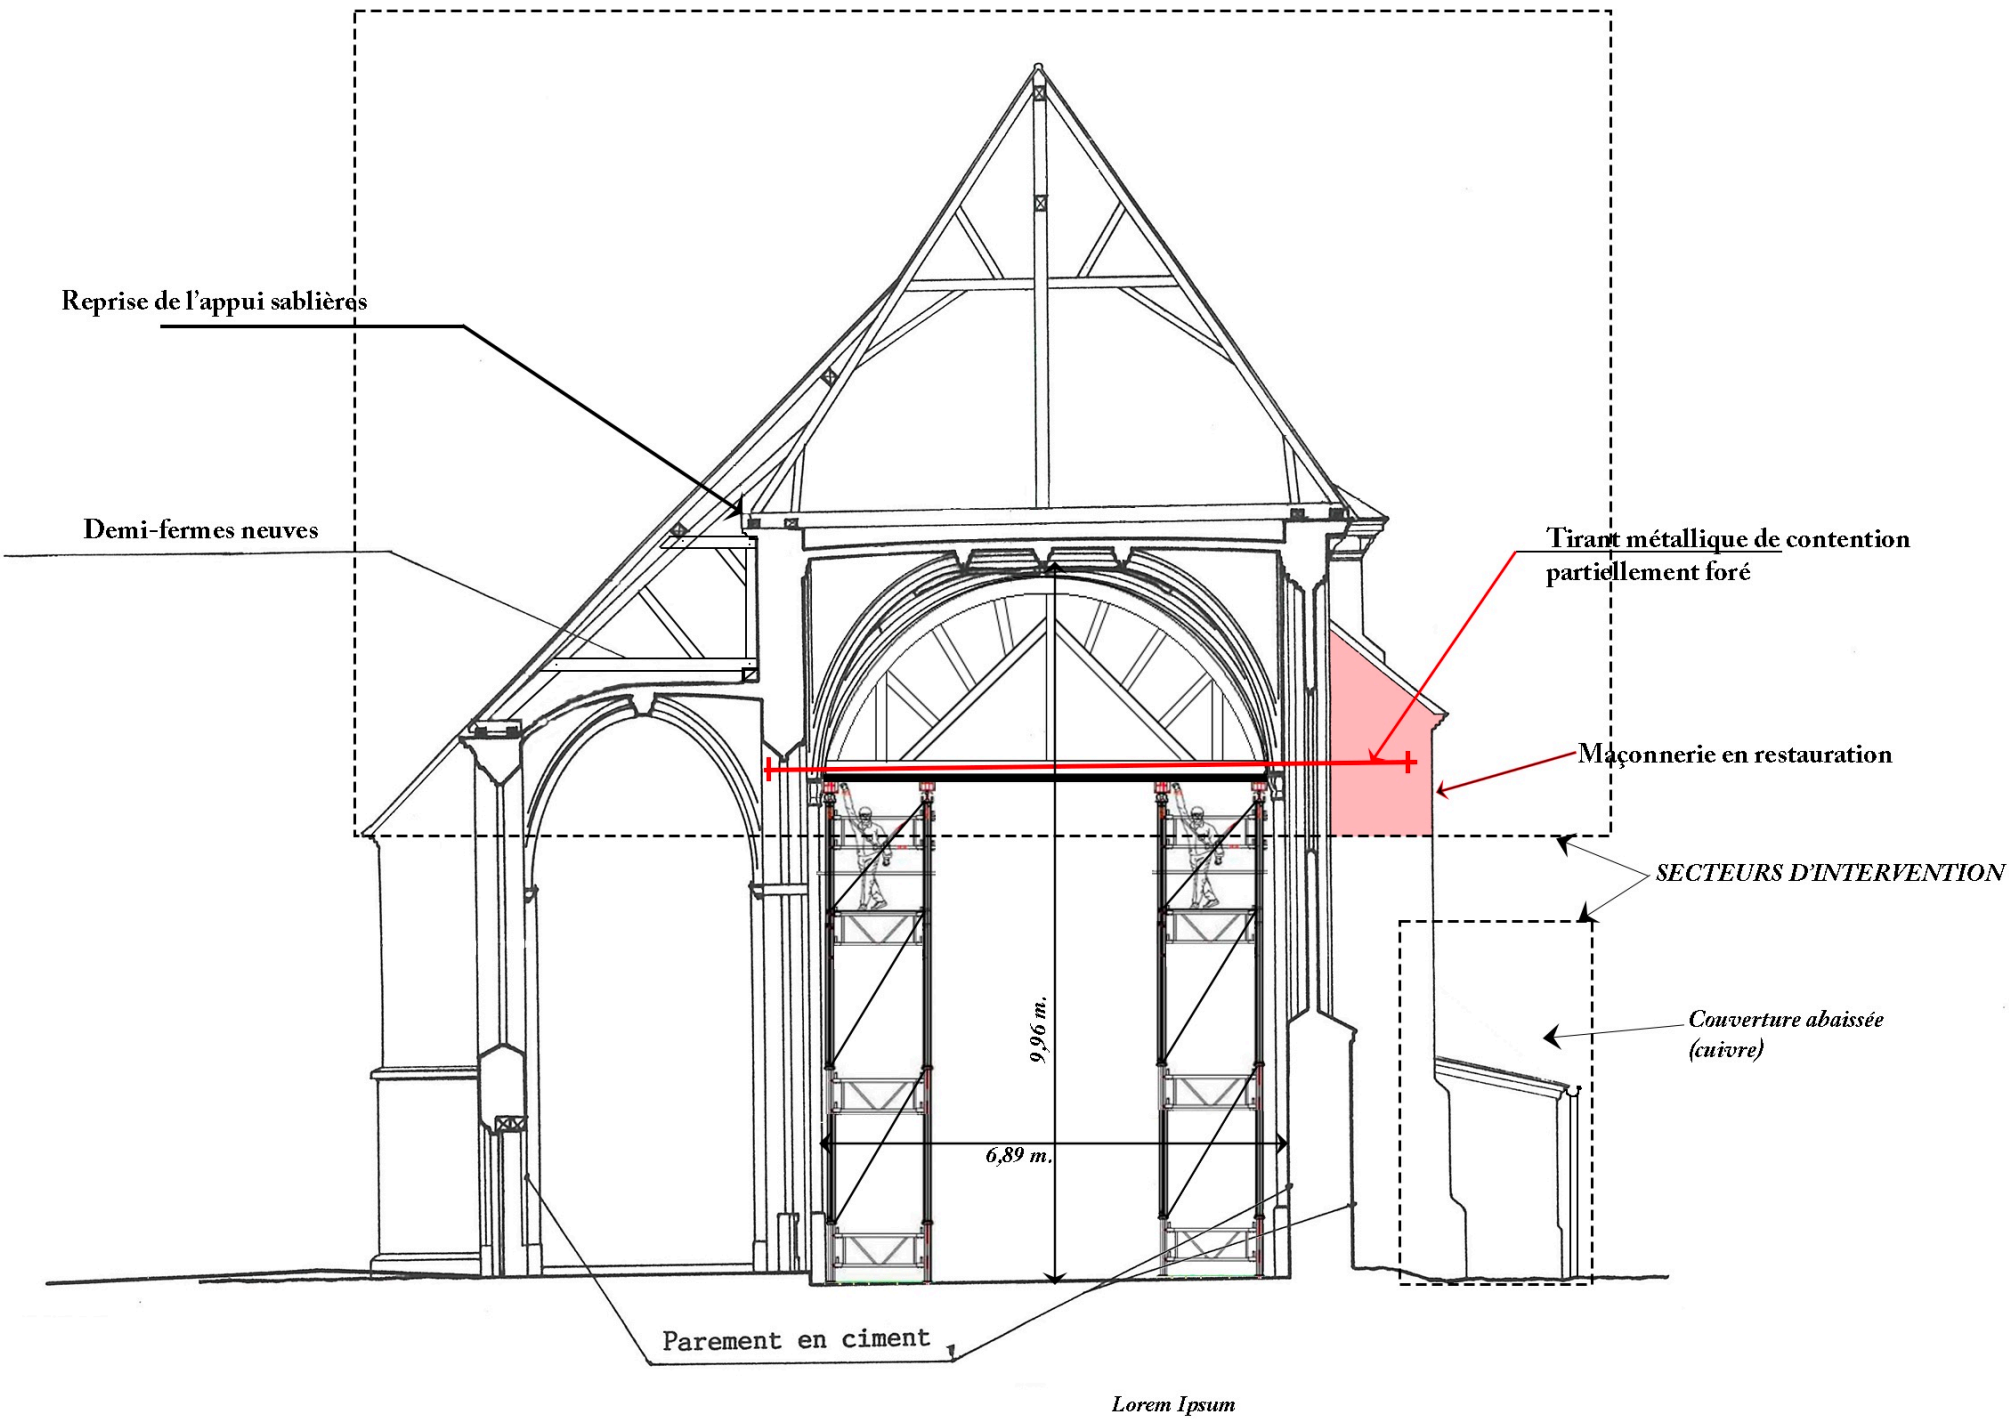 Reprise de l'appui sablières
Demi-fermes neuves
Tirant métallique de contention
partiellement foré
Maçonnerie en restauration
SECTEURS D'INTERVENTION
Couverture abaissée
(cuivre)
9,96 m.
6,89 m.
Parement en ciment
Lorem Ipsum